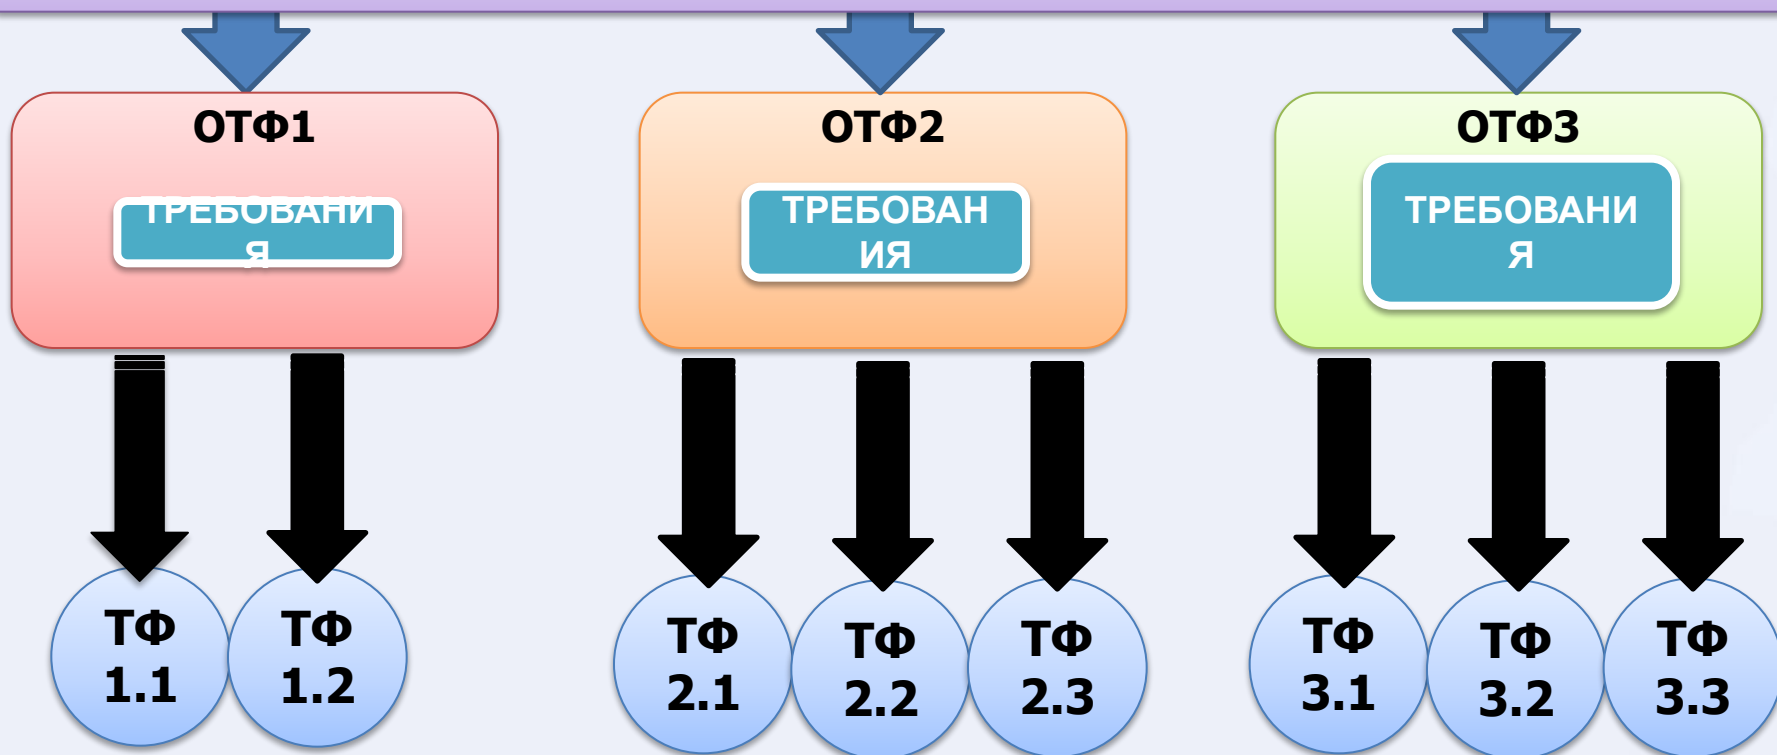 ОТФ1
ТРЕБОВАНИ
Я
ОТФ2
ТРЕБОВАН
ИЯ
ОТФ3
ТРЕБОВАНИ
Я
ТФ
1.1
ТФ
1.2
ТФ
2.1
ТФ
2.2
ТФ
2.3
ТФ
3.1
ТФ
3.2
ТФ
3.3